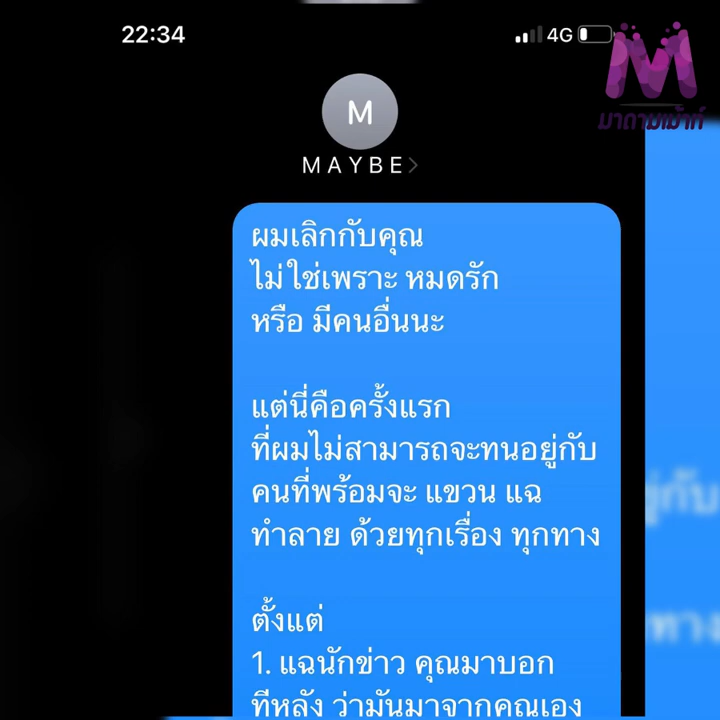 22:34
4G
M
มาดามเม้าท์
M
MAYBE
ผมเลิกกับคุณ
ไม่ใช่เพราะ หมดรัก
หรือ มีคนอื่นนะ
แต่นี่คือครั้งแรก
ที่ผมไม่สามารถจะทนอยู่กับ
คนที่พร้อมจะ แขวน แฉ
ทำลาย ด้วยทุกเรื่อง ทุกทาง
ตั้งแต่
1. แฉนักข่าว คุณมาบอก
ทีหลัง ว่ามันมาจากคุณเอง
ยู่กับ
ทาง